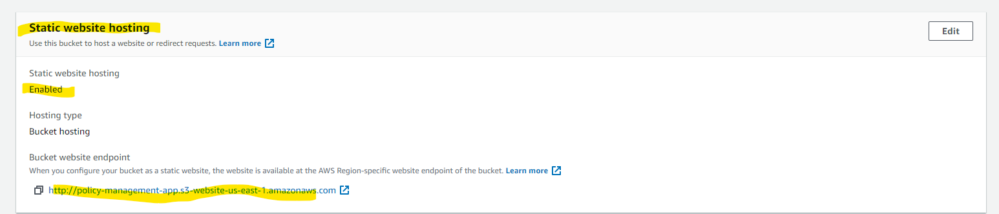 Static website hosting
Edit
Use this bucket to host a website or redirect requests. Learn more
Static website hosting
Enabled
Hosting type
Bucket hosting
Bucket website endpoint
When you configure your bucket as a static website, the website is available at the AWS Region-specific website endpoint of the bucket. Learn more
http://policy-management-app.s3-website-us-east-1.amazonaws.com